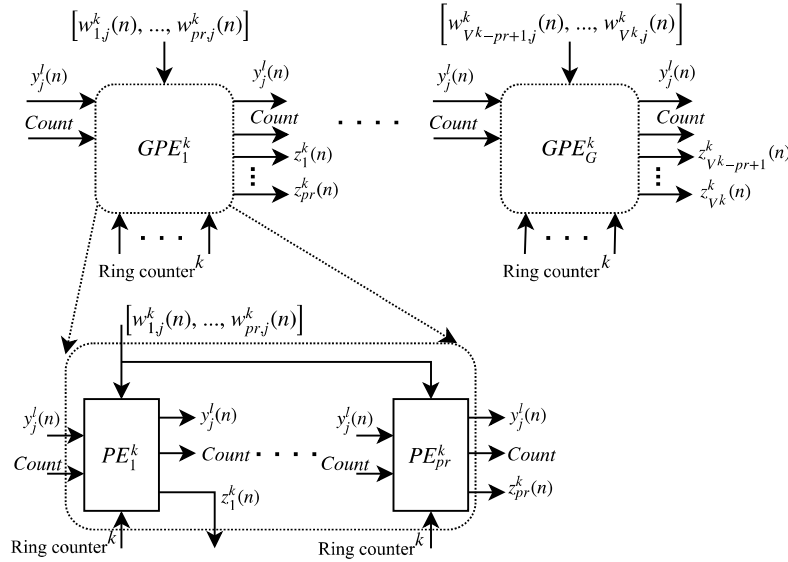 [w^k_{1,j}(n), ..., w^k_{pr,j}(n)]
[w^k_{V^k-pr+1,j}(n), ..., w^k_{V^k,j}(n)]
y^l_j(n)
Count
GPE^k_1
y^l_j(n)
Count
z^k_1(n)
z^k_{pr}(n)
Ring counter^k
y^l_j(n)
Count
GPE^k_G
y^l_j(n)
Count
z^k_{V^k-pr+1}(n)
z^k_{V^k}(n)
Ring counter^k
[w^k_{1,j}(n), ..., w^k_{pr,j}(n)]
y^l_j(n)
Count
PE^k_1
y^l_j(n)
Count
z^k_1(n)
Ring counter^k
y^l_j(n)
Count
PE^k_{pr}
y^l_j(n)
Count
z^k_{pr}(n)
Ring counter^k